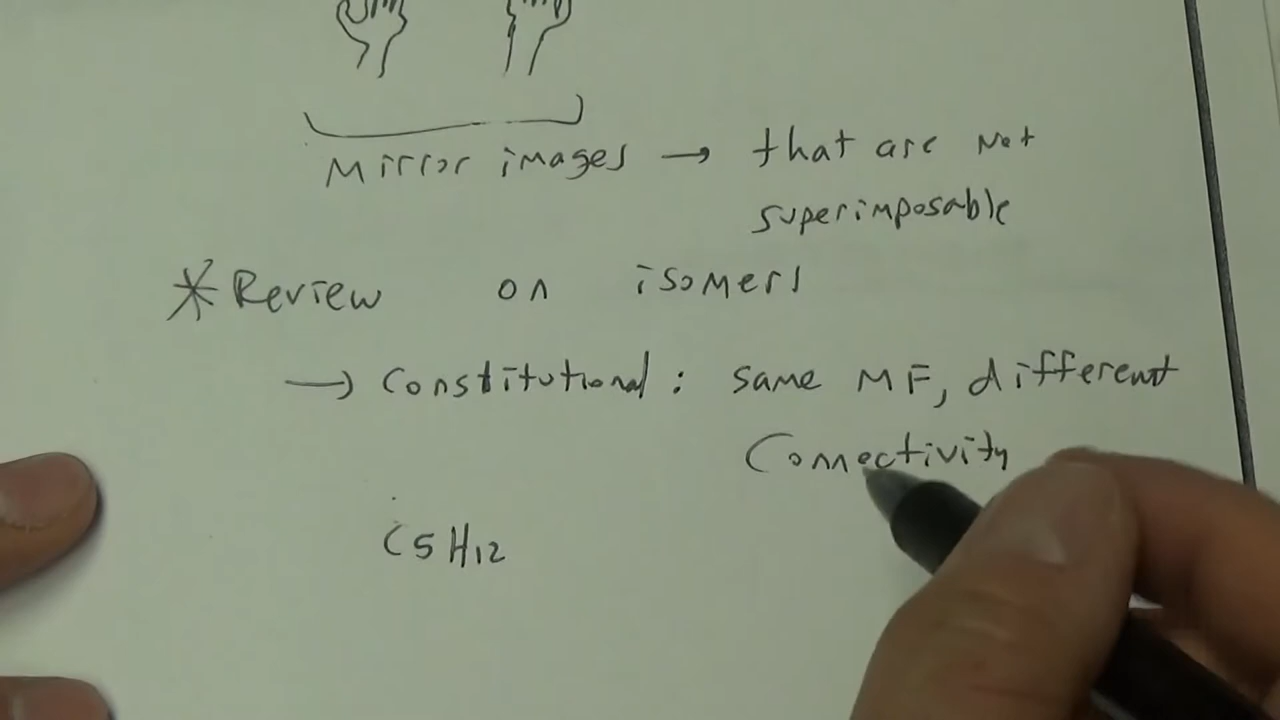 Mirror images → that are Not
superimposable
* Review on isomers
→ Constitutional : same MF, different
Connectivity
C5H12